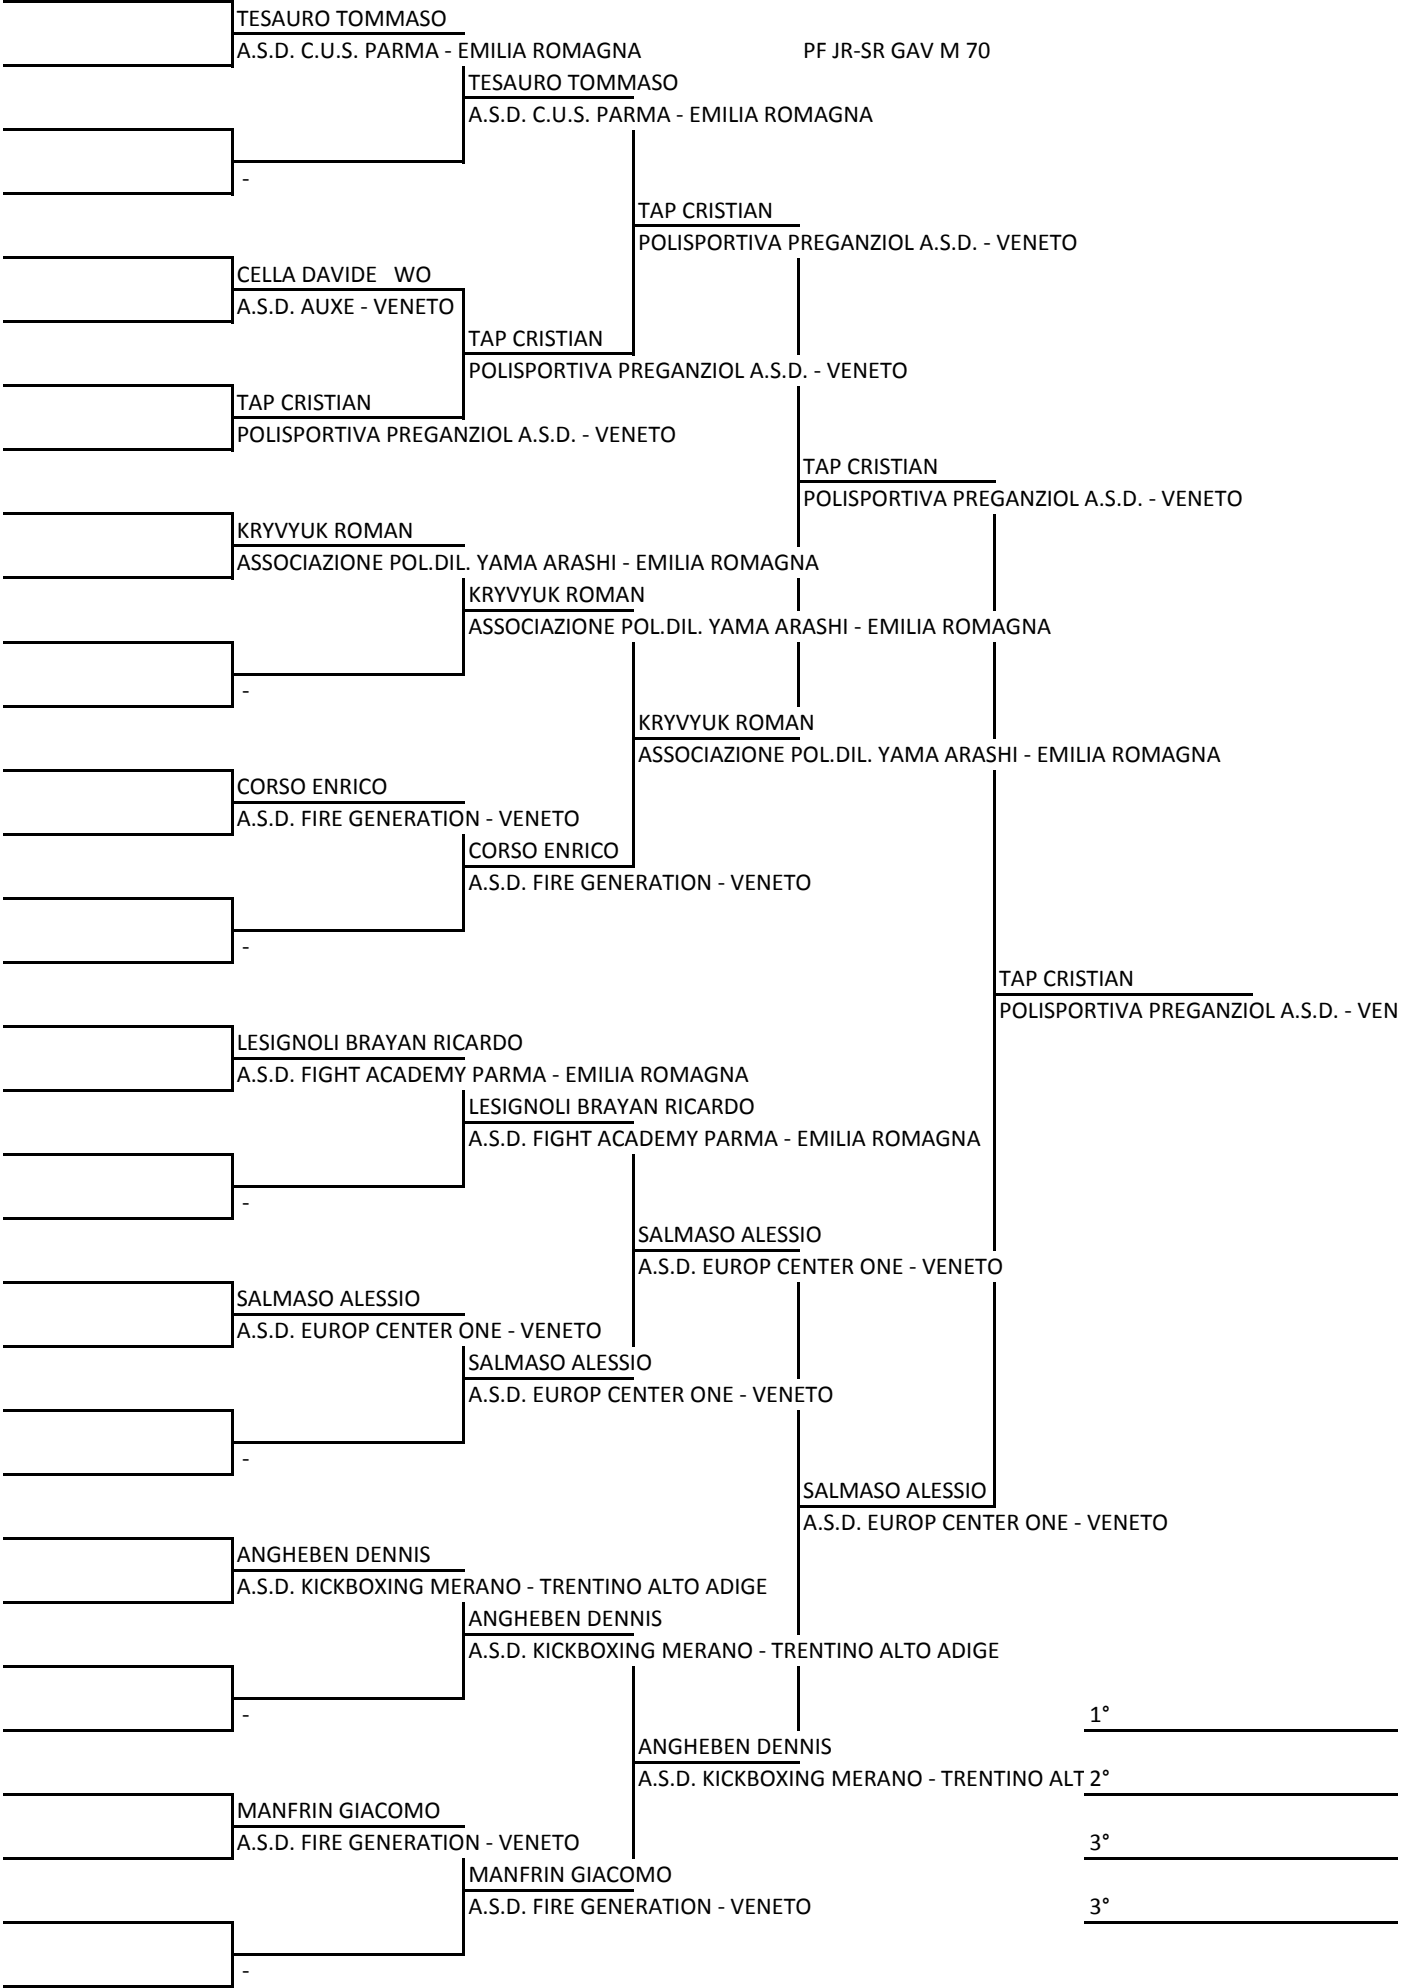 TESAURO TOMMASO
A.S.D. C.U.S. PARMA - EMILIA ROMAGNA
PF JR-SR GAV M 70
TESAURO TOMMASO
A.S.D. C.U.S. PARMA - EMILIA ROMAGNA
-
TAP CRISTIAN
POLISPORTIVA PREGANZIOL A.S.D. - VENETO
CELLA DAVIDE WO
A.S.D. AUXE - VENETO
TAP CRISTIAN
POLISPORTIVA PREGANZIOL A.S.D. - VENETO
TAP CRISTIAN
POLISPORTIVA PREGANZIOL A.S.D. - VENETO
TAP CRISTIAN
POLISPORTIVA PREGANZIOL A.S.D. - VENETO
KRYVYUK ROMAN
ASSOCIAZIONE POL.DIL. YAMA ARASHI - EMILIA ROMAGNA
KRYVYUK ROMAN
ASSOCIAZIONE POL.DIL. YAMA ARASHI - EMILIA ROMAGNA
-
KRYVYUK ROMAN
ASSOCIAZIONE POL.DIL. YAMA ARASHI - EMILIA ROMAGNA
CORSO ENRICO
A.S.D. FIRE GENERATION - VENETO
CORSO ENRICO
A.S.D. FIRE GENERATION - VENETO
-
TAP CRISTIAN
POLISPORTIVA PREGANZIOL A.S.D. - VEN
LESIGNOLI BRAYAN RICARDO
A.S.D. FIGHT ACADEMY PARMA - EMILIA ROMAGNA
LESIGNOLI BRAYAN RICARDO
A.S.D. FIGHT ACADEMY PARMA - EMILIA ROMAGNA
-
SALMASO ALESSIO
A.S.D. EUROP CENTER ONE - VENETO
SALMASO ALESSIO
A.S.D. EUROP CENTER ONE - VENETO
SALMASO ALESSIO
A.S.D. EUROP CENTER ONE - VENETO
-
SALMASO ALESSIO
A.S.D. EUROP CENTER ONE - VENETO
ANGHEBEN DENNIS
A.S.D. KICKBOXING MERANO - TRENTINO ALTO ADIGE
ANGHEBEN DENNIS
A.S.D. KICKBOXING MERANO - TRENTINO ALTO ADIGE
-
1°
ANGHEBEN DENNIS
A.S.D. KICKBOXING MERANO - TRENTINO ALT
2°
MANFRIN GIACOMO
A.S.D. FIRE GENERATION - VENETO
3°
MANFRIN GIACOMO
A.S.D. FIRE GENERATION - VENETO
3°
-